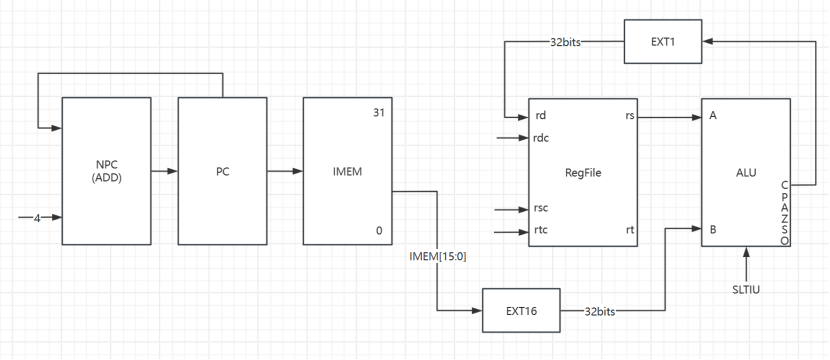 NPC
(ADD)
4
PC
31
IMEM
0
IMEM[15:0]
EXT16
32bits
32bits
EXT1
rd
rs
rdc
RegFile
rsc
rtc
rt
A
ALU
B
C
P
A
Z
S
O
SLTIU